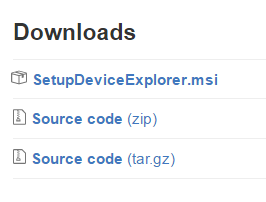 Downloads
SetupDeviceExplorer.msi
Source code (zip)
Source code (tar.gz)